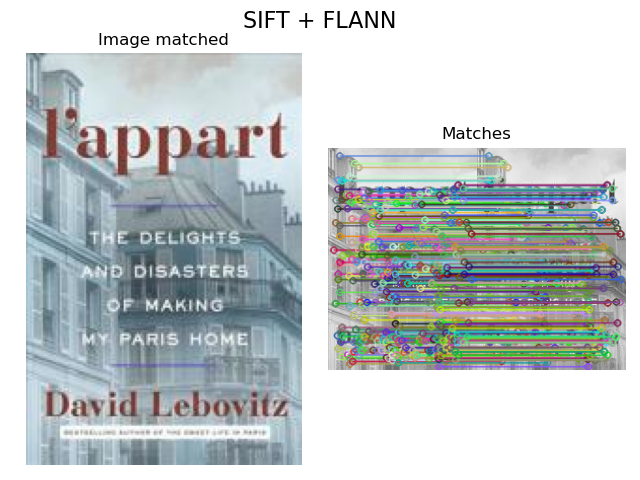 SIFT + FLANN
Image matched
l'appart
THE DELIGHTS
AND DISASTERS
OF MAKING
MY PARIS HOME
David Lebovitz
BESTSELLING AUTHOR OF THE SWEET LIFE IN PARIS
Matches